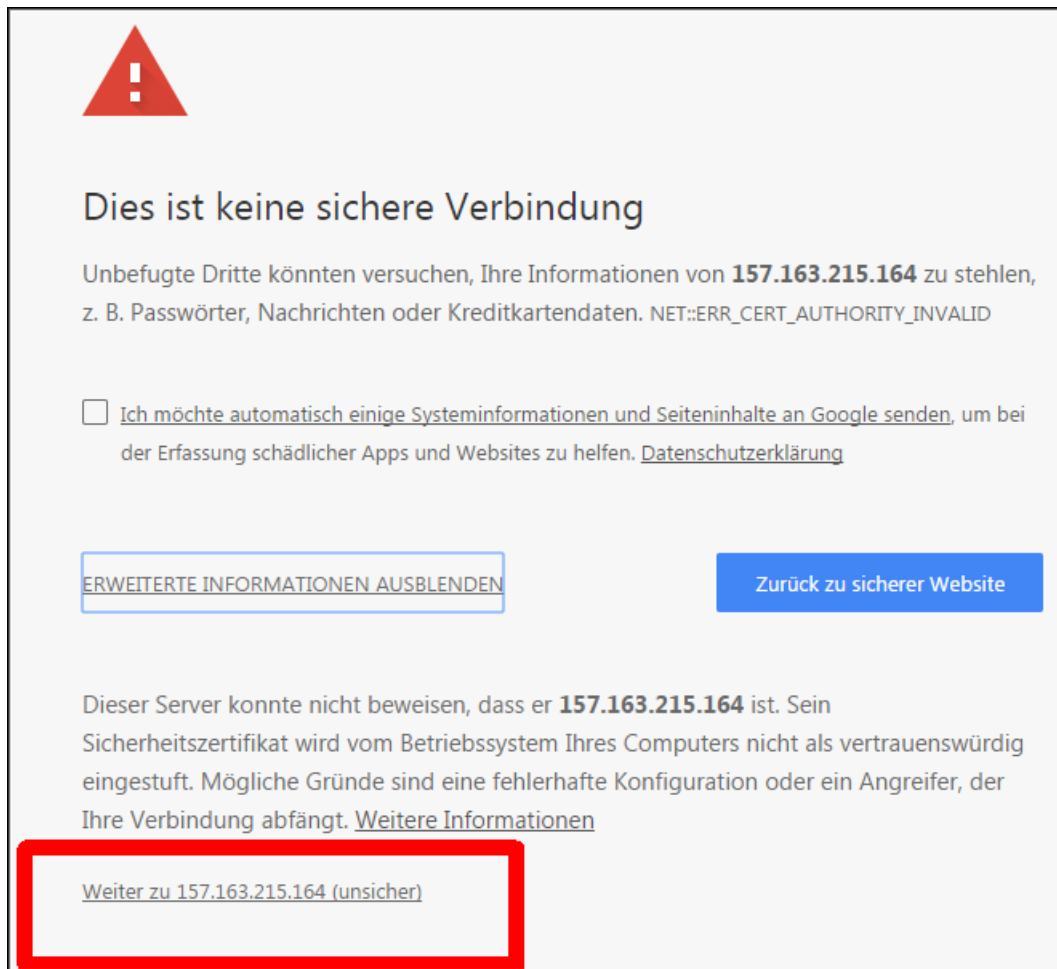 Dies ist keine sichere Verbindung
Unbefugte Dritte könnten versuchen, Ihre Informationen von 157.163.215.164 zu stehlen,
z. B. Passwörter, Nachrichten oder Kreditkartendaten. NET::ERR_CERT_AUTHORITY_INVALID
Ich möchte automatisch einige Systeminformationen und Seiteninhalte an Google senden, um bei
der Erfassung schädlicher Apps und Websites zu helfen. Datenschutzerklärung
ERWEITERTE INFORMATIONEN AUSBLENDEN
Zurück zu sicherer Website
Dieser Server konnte nicht beweisen, dass er 157.163.215.164 ist. Sein
Sicherheitszertifikat wird vom Betriebssystem Ihres Computers nicht als vertrauenswürdig
eingestuft. Mögliche Gründe sind eine fehlerhafte Konfiguration oder ein Angreifer, der
Ihre Verbindung abfängt. Weitere Informationen
Weiter zu 157.163.215.164 (unsicher)